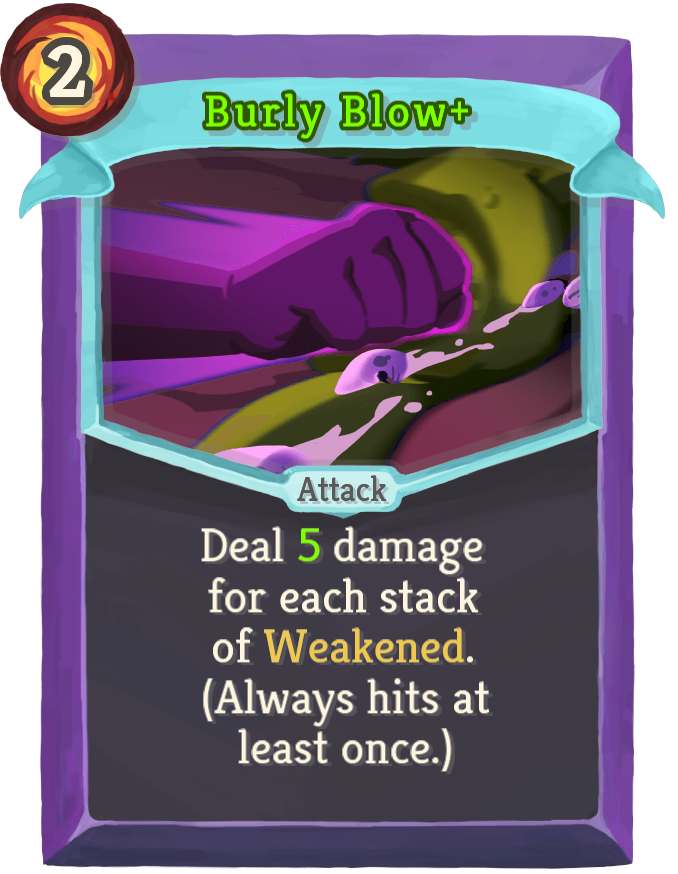 2
Burly Blow+
Attack
Deal 5 damage
for each stack
of Weakened.
(Always hits at
least once.)